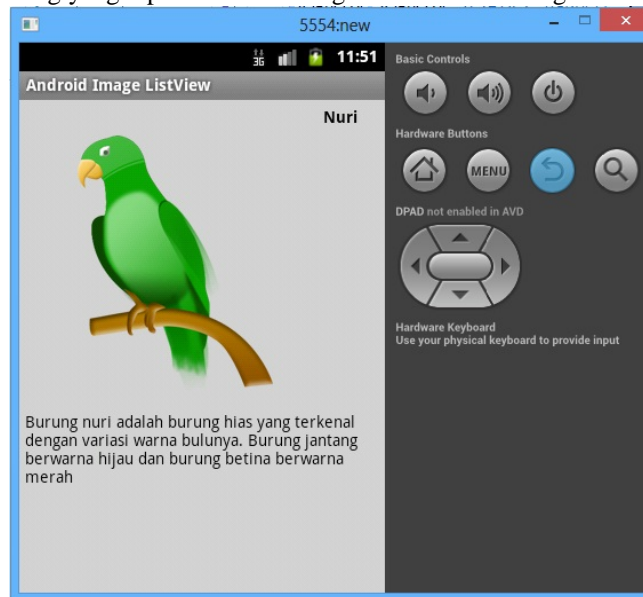 5554:new
3G 11:51
Android Image ListView
Nuri
Burung nuri adalah burung hias yang terkenal
dengan variasi warna bulunya. Burung jantang
berwarna hijau dan burung betina berwarna
merah
Basic Controls
Hardware Buttons
MENU
DPAD not enabled in AVD
Hardware Keyboard
Use your physical keyboard to provide input